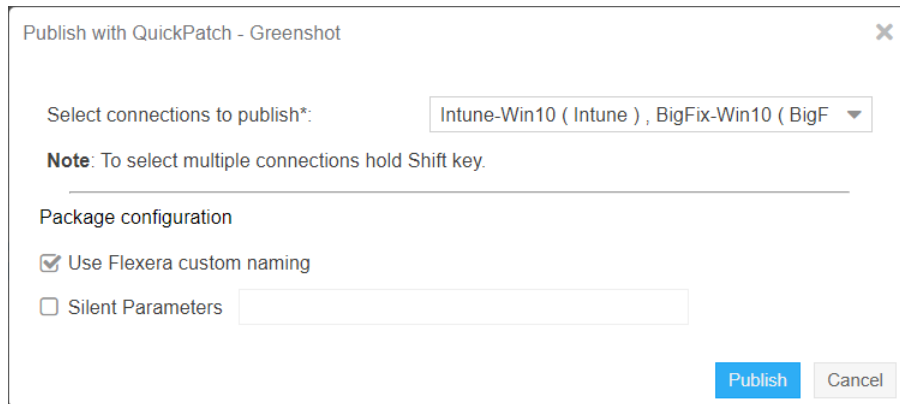 Publish with QuickPatch - Greenshot
Select connections to publish*: Intune-Win10 ( Intune ) , BigFix-Win10 ( BigF
Note: To select multiple connections hold Shift key.
Package configuration
Use Flexera custom naming
Silent Parameters
Publish Cancel